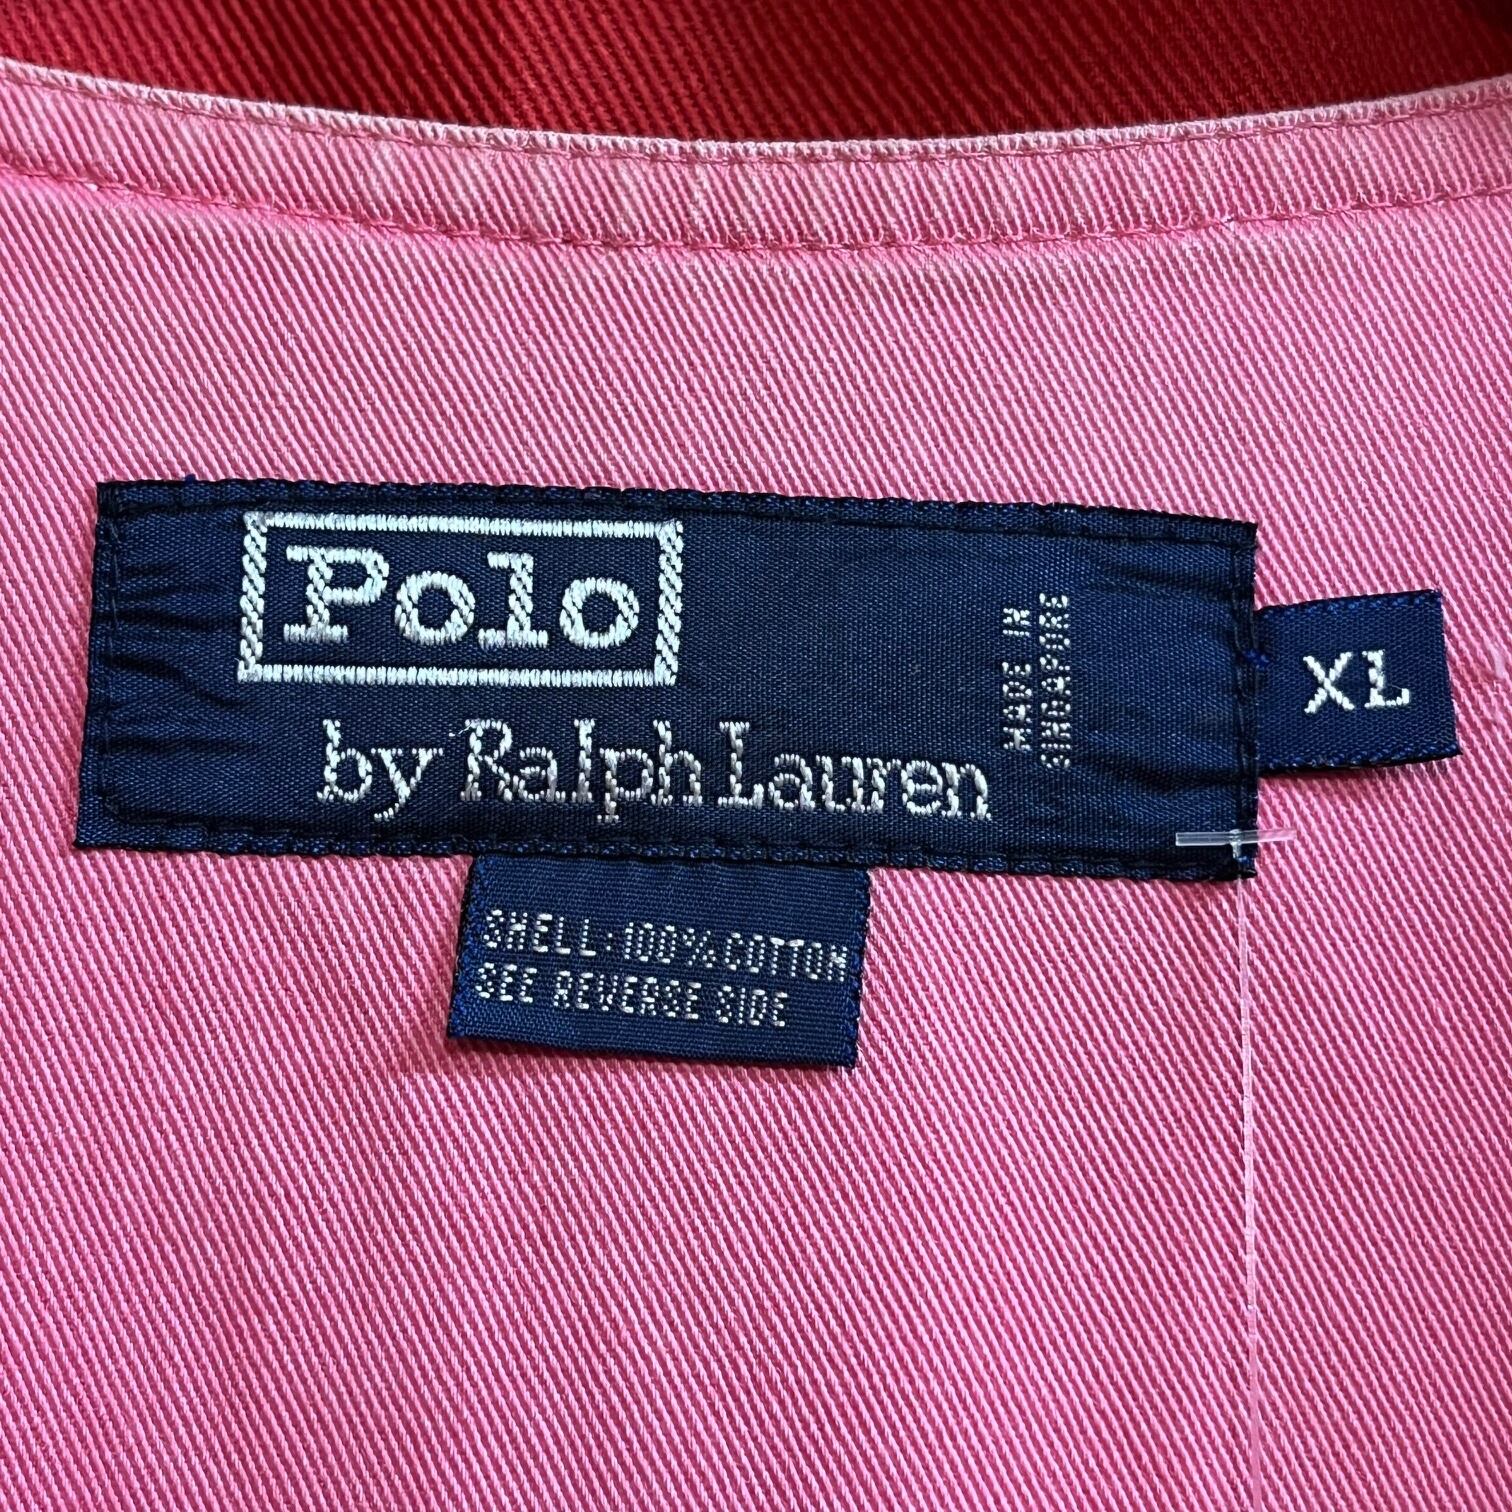 Polo
by Ralph Lauren
MADE IN
SINGAPORE
XL
SHELL: 100% COTTON
SEE REVERSE SIDE